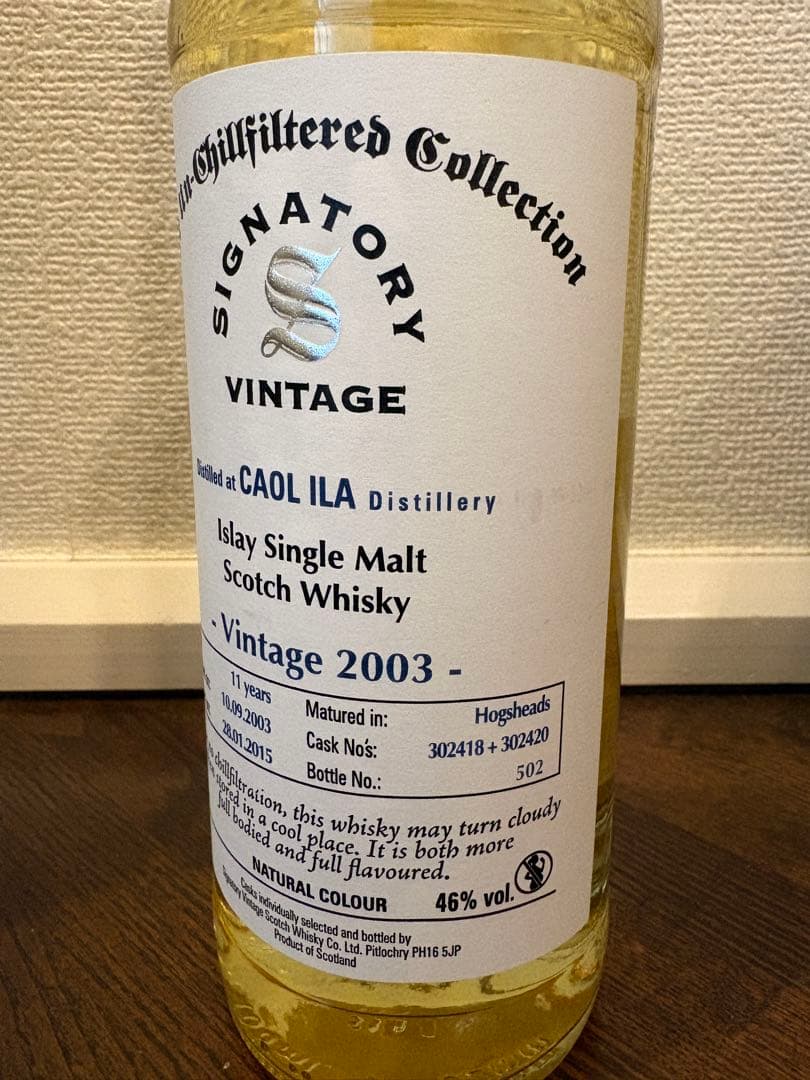 Un-Chillfiltered Collection
SIGNATORY
S
VINTAGE
Distilled at CAOL ILA Distillery
Islay Single Malt
Scotch Whisky
- Vintage 2003 -
11 years
10.09.2003
28.01.2015
Matured in: Hogsheads
Cask No's: 302418 + 302420
Bottle No.: 502
chillfiltration, this whisky may turn cloudy
stored in a cool place. It is both more
full bodied and full flavoured.
NATURAL COLOUR 46% vol.
Casks individually selected and bottled by
Signatory Vintage Scotch Whisky Co. Ltd. Pitlochry PH16 5JP
Product of Scotland